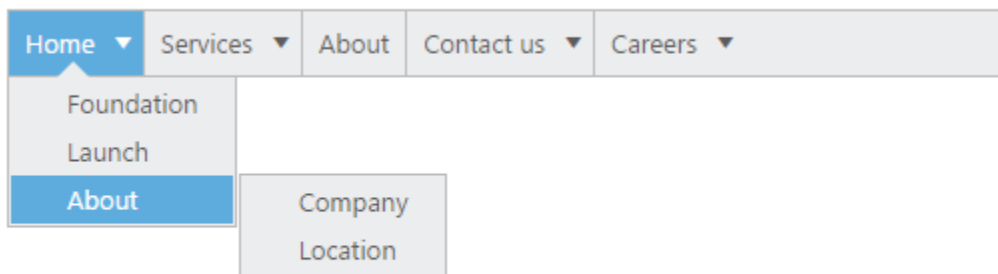 Home Services About Contact us Careers
Foundation
Launch
About
Company
Location